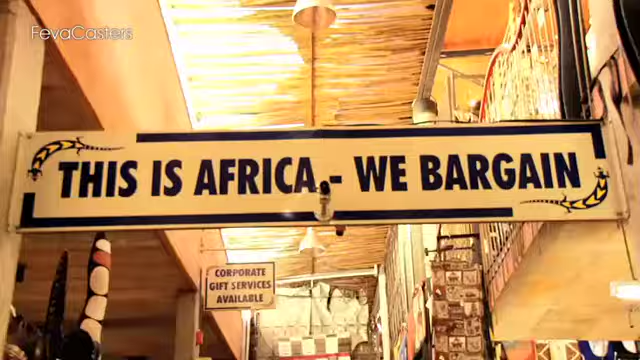 FevaCasters
THIS IS AFRICA - WE BARGAIN
CORPORATE
GIFT SERVICES
AVAILABLE